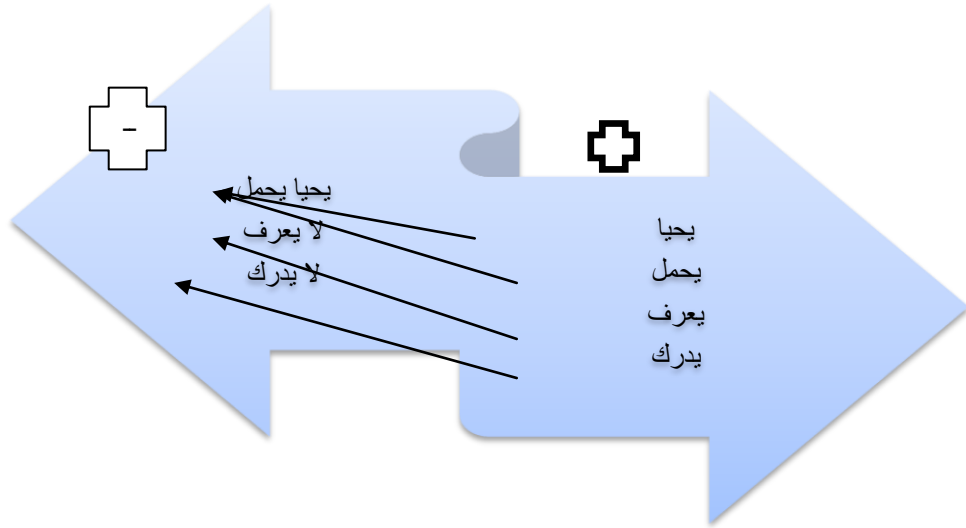 يحيا
يحمل
يعرف
يدرك
-
يحيا يحمل
لا يعرف
لا يدرك